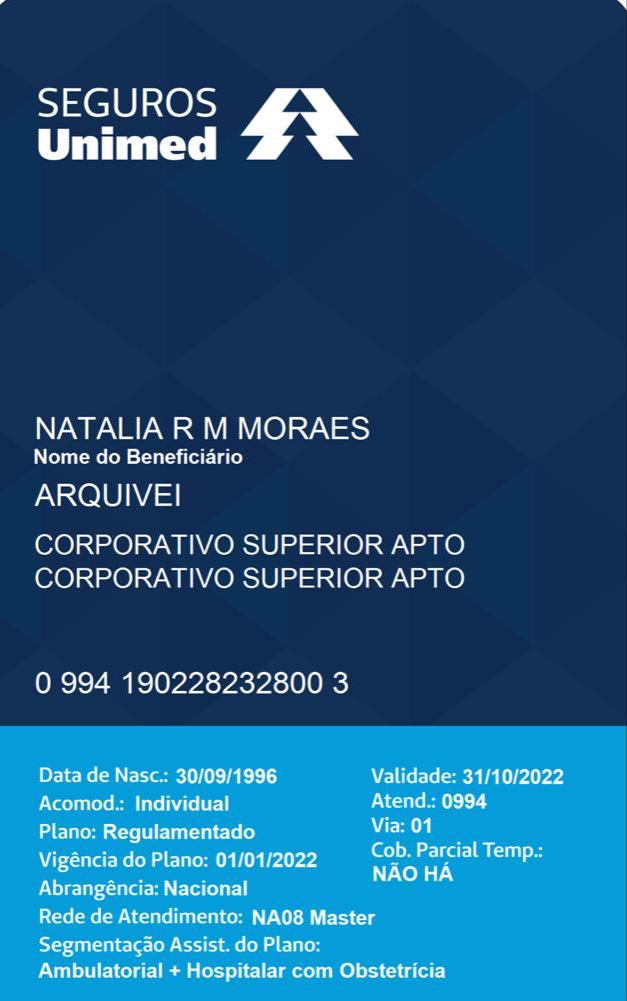 SEGUROS
Unimed
NATALIA R M MORAES
Nome do Beneficiário
ARQUIVEI
CORPORATIVO SUPERIOR APTO
CORPORATIVO SUPERIOR APTO
0 994 190228232800 3
Data de Nasc.: 30/09/1996
Acomod.: Individual
Plano: Regulamentado
Vigência do Plano: 01/01/2022
Abrangência: Nacional
Rede de Atendimento: NA08 Master
Segmentação Assist. do Plano:
Ambulatorial + Hospitalar com Obstetrícia
Validade: 31/10/2022
Atend.: 0994
Via: 01
Cob. Parcial Temp.:
NÃO HÁ